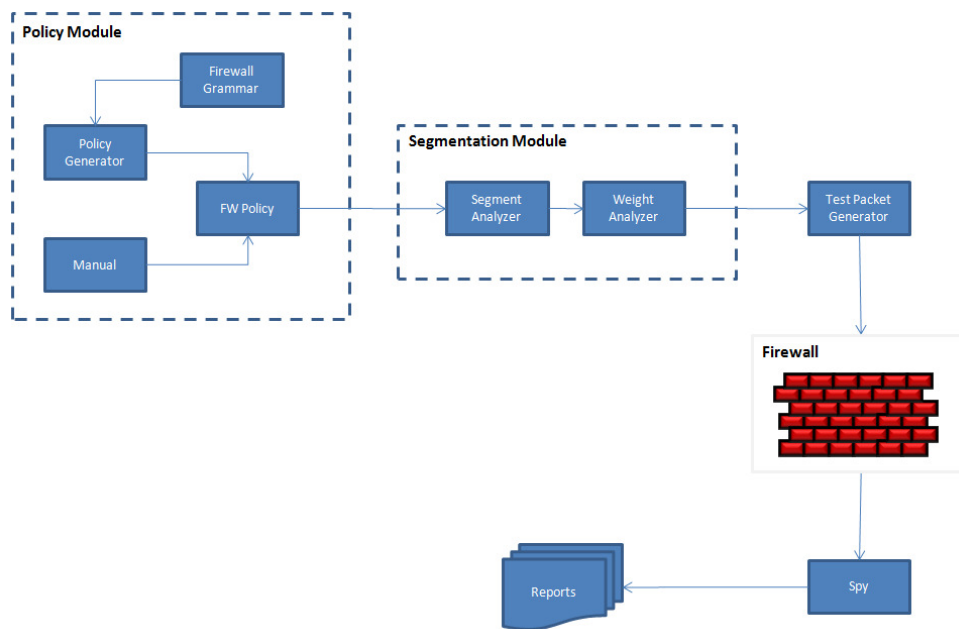 Policy Module
Firewall
Grammar
Policy
Generator
FW Policy
Manual
Segmentation Module
Segment
Analyzer
Weight
Analyzer
Test Packet
Generator
Firewall
Reports
Spy